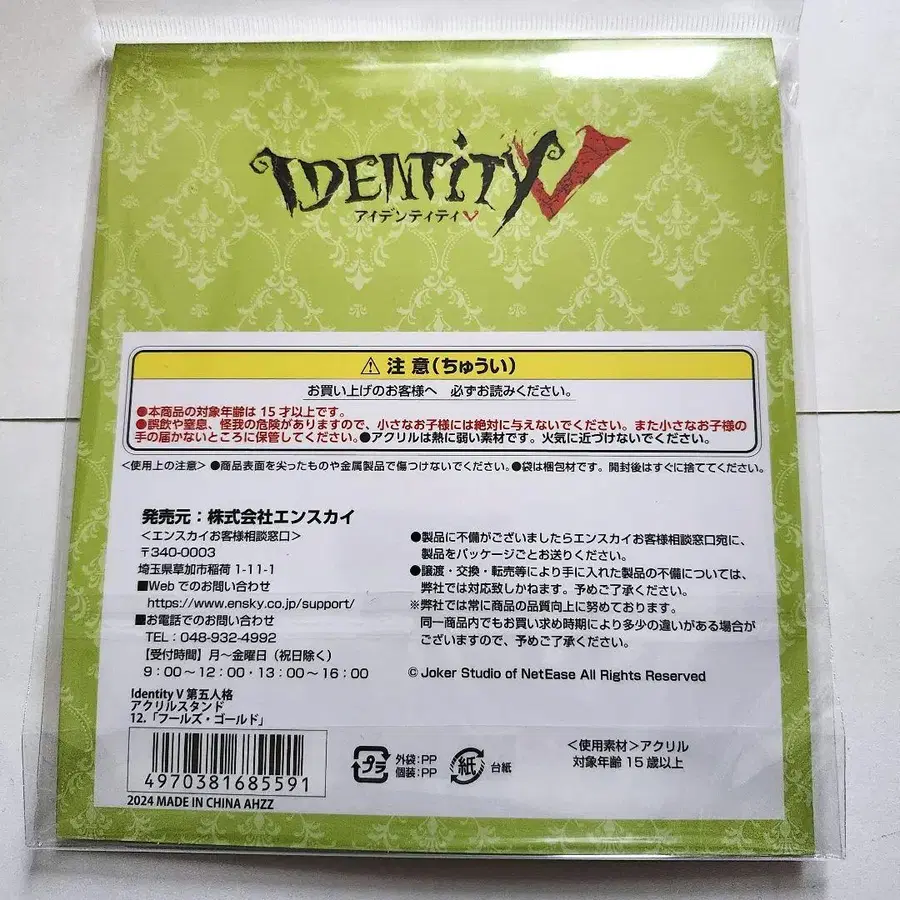 IDENTITY V
アイデンティティV
⚠ 注意(ちゅうい)
お買い上げのお客様へ 必ずお読みください。
●本商品の対象年齢は15才以上です。
●誤飲や窒息、怪我の危険がありますので、小さなお子様には絶対に与えないでください。また小さなお子様の
手の届かないところに保管してください。●アクリルは熱に弱い素材です。火気に近づけないでください。
<使用上の注意> ●商品表面を尖ったものや金属製品で傷つけないでください。●袋は梱包材です。開封後はすぐに捨ててください。
発売元:株式会社エンスカイ
<エンスカイお客様相談窓口>
〒340-0003
埼玉県草加市稲荷 1-11-1
■Webでのお問い合わせ
https://www.ensky.co.jp/support/
■お電話でのお問い合わせ
TEL:048-932-4992
【受付時間】月~金曜日(祝日除く)
9:00~12:00・13:00~16:00
●製品に不備がございましたらエンスカイお客様相談窓口宛に、
製品をパッケージごとお送りください。
●譲渡・交換・転売等により手に入れた製品の不備については、
弊社では対応致しかねます。予めご了承ください。
※弊社では常に商品の品質向上に努めております。
同一商品内でもお買い求め時期により多少の違いがある場合が
ございますので、予めご了承ください。
© Joker Studio of NetEase All Rights Reserved
Identity V 第五人格
アクリルスタンド
12.「フールズ・ゴールド」
4970381685591
2024 MADE IN CHINA AHZZ
プラ
外袋:PP
個装:PP
紙
台紙
<使用素材>アクリル
対象年齢 15 歳以上